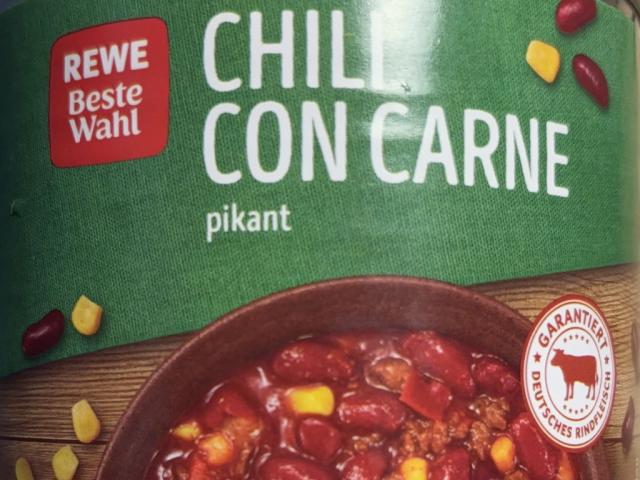 REWE
Beste
Wahl
CHILI
CON CARNE
pikant
GARANTIERT
DEUTSCHES RINDFLEISCH